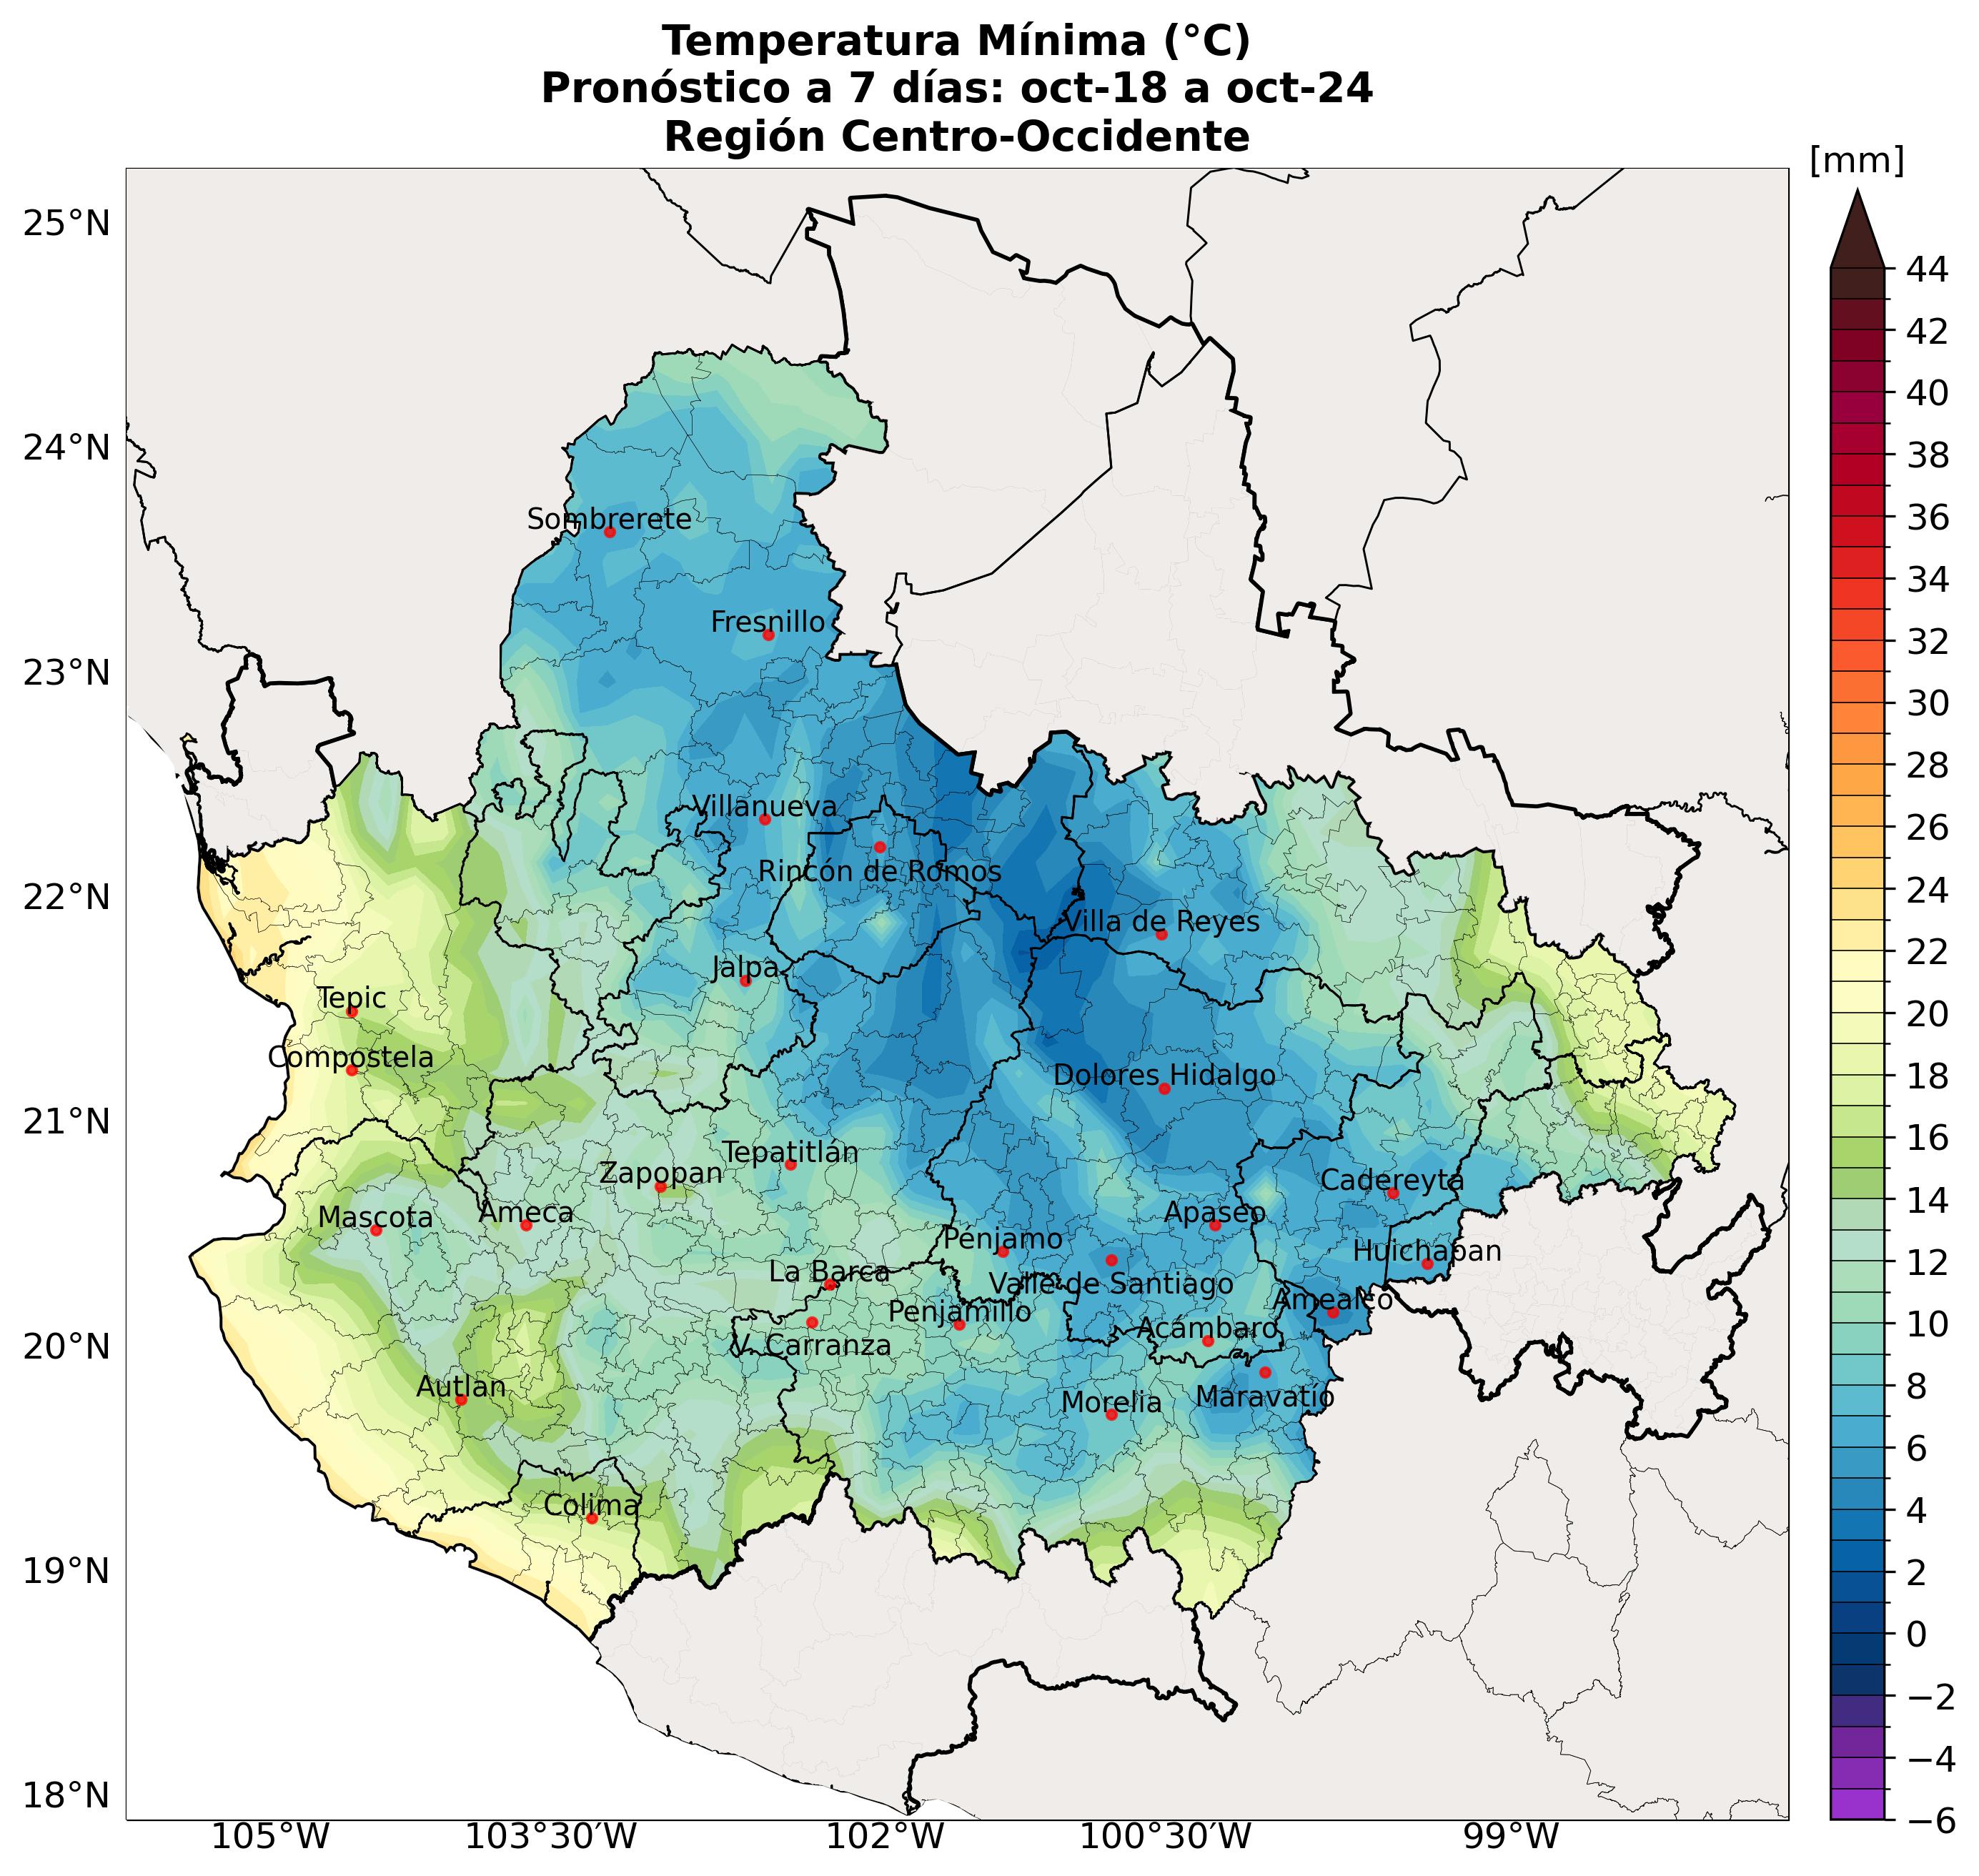 Temperatura Mínima (°C)
Pronóstico a 7 días: oct-18 a oct-24
Región Centro-Occidente
[mm]
25°N
24°N
23°N
22°N
21°N
20°N
19°N
18°N
Sombrerete
Fresnillo
Villanueva
Rincón de Romos
Villa de Reyes
Jalpa
Tepic
Compostela
Dolores Hidalgo
Tepatitlán
Zapopan
Cadereyta
Mascota
Ameca
Apaseo
Pénjamo
Huichapan
La Barca
Valle de Santiago
Amealco
Penjamillo
Acámbaro
V. Carranza
Autlan
Morelia
Maravatío
Colima
105°W
103°30'W
102°W
100°30'W
99°W
44
42
40
38
36
34
32
30
28
26
24
22
20
18
16
14
12
10
8
6
4
2
0
−2
−4
−6